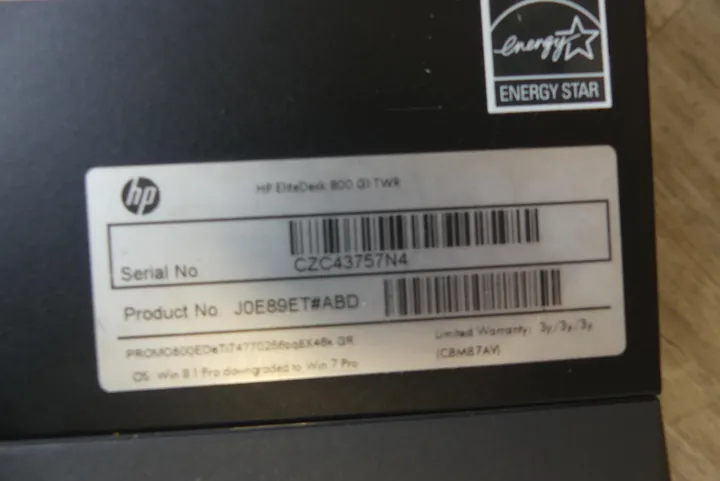 energy
ENERGY STAR
hp
HP EliteDesk 800 G1 TWR
Serial No
CZC43757N4
Product No. J0E89ET#ABD
Limited Warranty: 3y/3y/3y
(C8M87AV)
OS: Win 8.1 Pro downgraded to Win 7 Pro